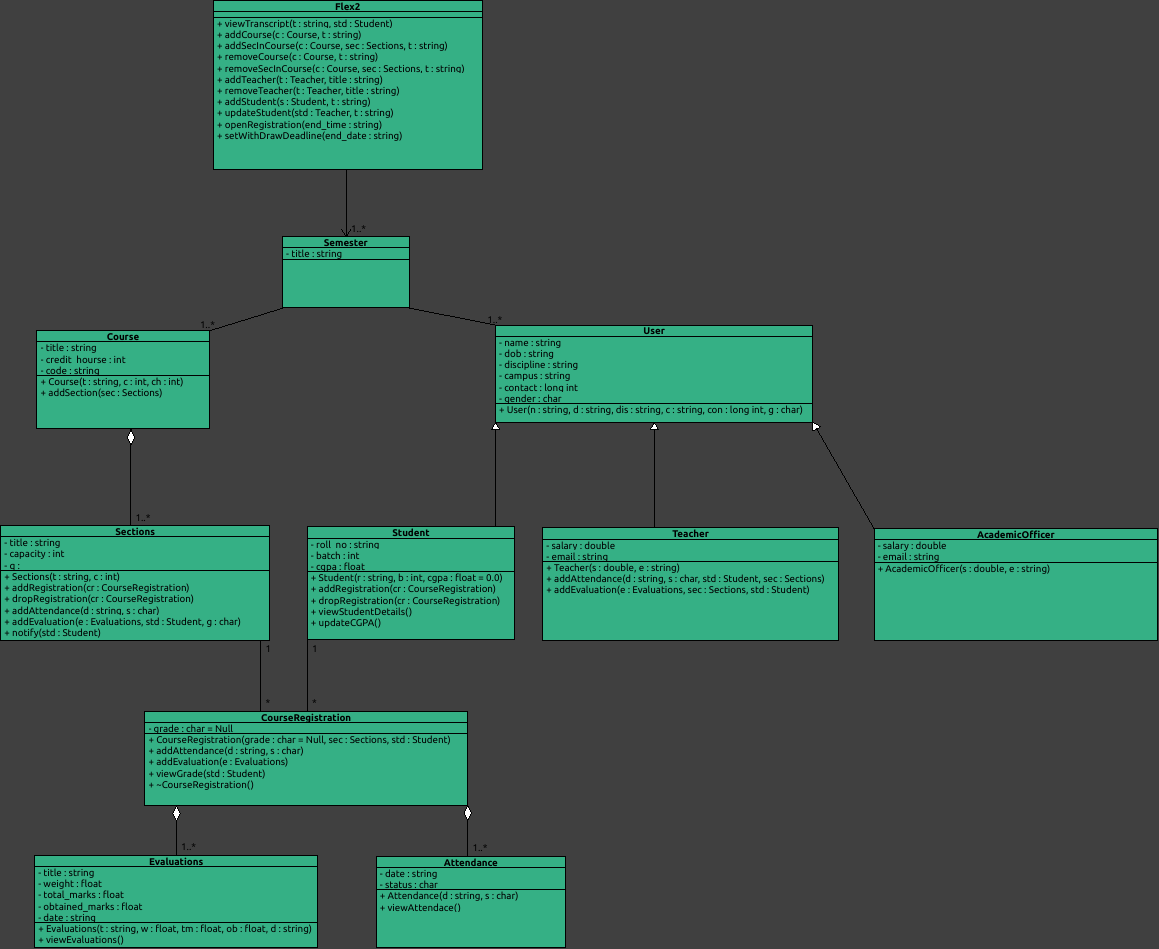 Flex2
+ viewTranscript(t : string, std : Student)
+ addCourse(c : Course, t : string)
+ addSecInCourse(c : Course, sec : Sections, t : string)
+ removeCourse(c : Course, t : string)
+ removeSecInCourse(c : Course, sec : Sections, t : string)
+ addTeacher(t : Teacher, title : string)
+ removeTeacher(t : Teacher, title : string)
+ addStudent(s : Student, t : string)
+ updateStudent(std : Teacher, t : string)
+ openRegistration(end_time : string)
+ setWithDrawDeadline(end_date : string)
1..*
Semester
- title : string
1..*
1..*
Course
- title : string
- credit_hourse : int
- code : string
+ Course(t : string, c : int, ch : int)
+ addSection(sec : Sections)
User
- name : string
- dob : string
- discipline : string
- campus : string
- contact : long int
- gender : char
+ User(n : string, d : string, dis : string, c : string, con : long int, g : char)
1..*
Sections
- title : string
- capacity : int
- g :
+ Sections(t : string, c : int)
+ addRegistration(cr : CourseRegistration)
+ dropRegistration(cr : CourseRegistration)
+ addAttendance(d : string, s : char)
+ addEvaluation(e : Evaluations, std : Student, g : char)
+ notify(std : Student)
Student
- roll_no : string
- batch : int
- cgpa : float
+ Student(r : string, b : int, cgpa : float = 0.0)
+ addRegistration(cr : CourseRegistration)
+ dropRegistration(cr : CourseRegistration)
+ viewStudentDetails()
+ updateCGPA()
Teacher
- salary : double
- email : string
+ Teacher(s : double, e : string)
+ addAttendance(d : string, s : char, std : Student, sec : Sections)
+ addEvaluation(e : Evaluations, sec : Sections, std : Student)
AcademicOfficer
- salary : double
- email : string
+ AcademicOfficer(s : double, e : string)
1
1
*
*
CourseRegistration
- grade : char = Null
+ CourseRegistration(grade : char = Null, sec : Sections, std : Student)
+ addAttendance(d : string, s : char)
+ addEvaluation(e : Evaluations)
+ viewGrade(std : Student)
+ ~CourseRegistration()
1..*
1..*
Evaluations
- title : string
- weight : float
- total_marks : float
- obtained_marks : float
- date : string
+ Evaluations(t : string, w : float, tm : float, ob : float, d : string)
+ viewEvaluations()
Attendance
- date : string
- status : char
+ Attendance(d : string, s : char)
+ viewAttendace()